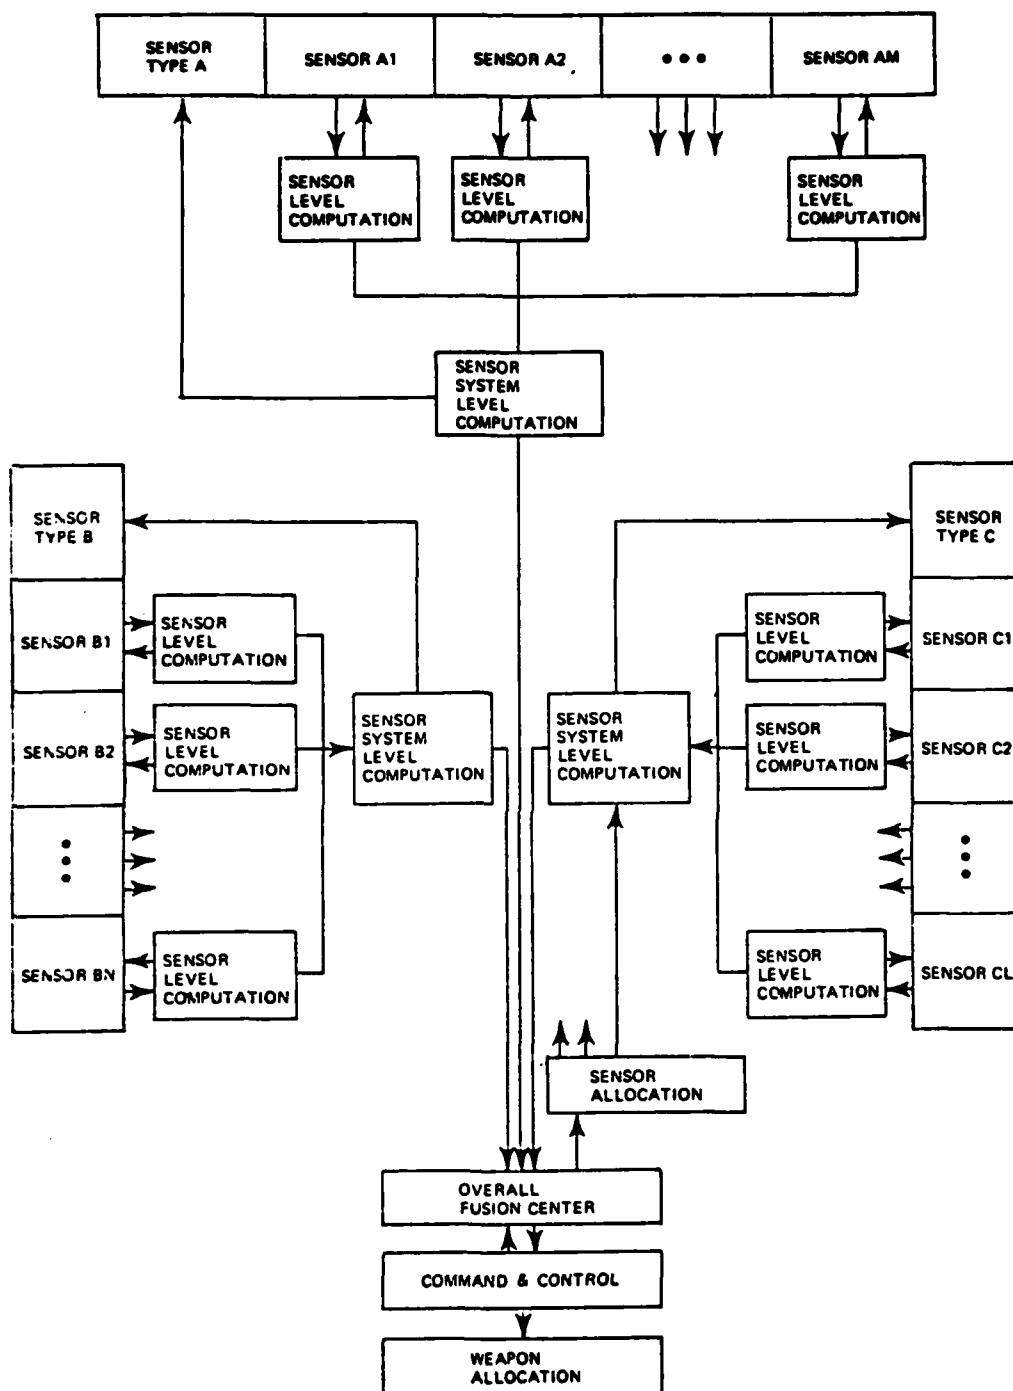 SENSOR
TYPE A
SENSOR A1
SENSOR A2
• • •
SENSOR AM
SENSOR
LEVEL
COMPUTATION
SENSOR
LEVEL
COMPUTATION
SENSOR
LEVEL
COMPUTATION
SENSOR
SYSTEM
LEVEL
COMPUTATION
SENSOR
TYPE B
SENSOR B1
SENSOR B2
SENSOR BN
SENSOR
LEVEL
COMPUTATION
SENSOR
LEVEL
COMPUTATION
SENSOR
LEVEL
COMPUTATION
SENSOR
SYSTEM
LEVEL
COMPUTATION
SENSOR
SYSTEM
LEVEL
COMPUTATION
SENSOR
LEVEL
COMPUTATION
SENSOR
LEVEL
COMPUTATION
SENSOR
LEVEL
COMPUTATION
SENSOR
TYPE C
SENSOR C1
SENSOR C2
SENSOR CL
SENSOR
ALLOCATION
OVERALL
FUSION CENTER
COMMAND & CONTROL
WEAPON
ALLOCATION